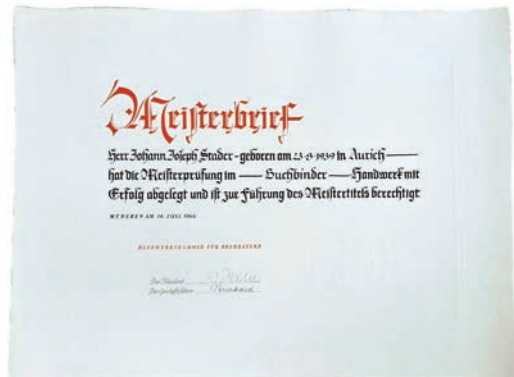 Meisterbrief
Herr Johann Joseph Stader - geboren am 23·8·1939 in Aurich
hat die Meisterprüfung im — Buchbinder — Handwerk mit
Erfolg abgelegt und ist zur Führung des Meistertitels berechtigt
MÜNCHEN AM 14. JULI
HANDWERKSKAMMER FÜR OBERBAYERN
Der Präsident
Der Geschäftsführer